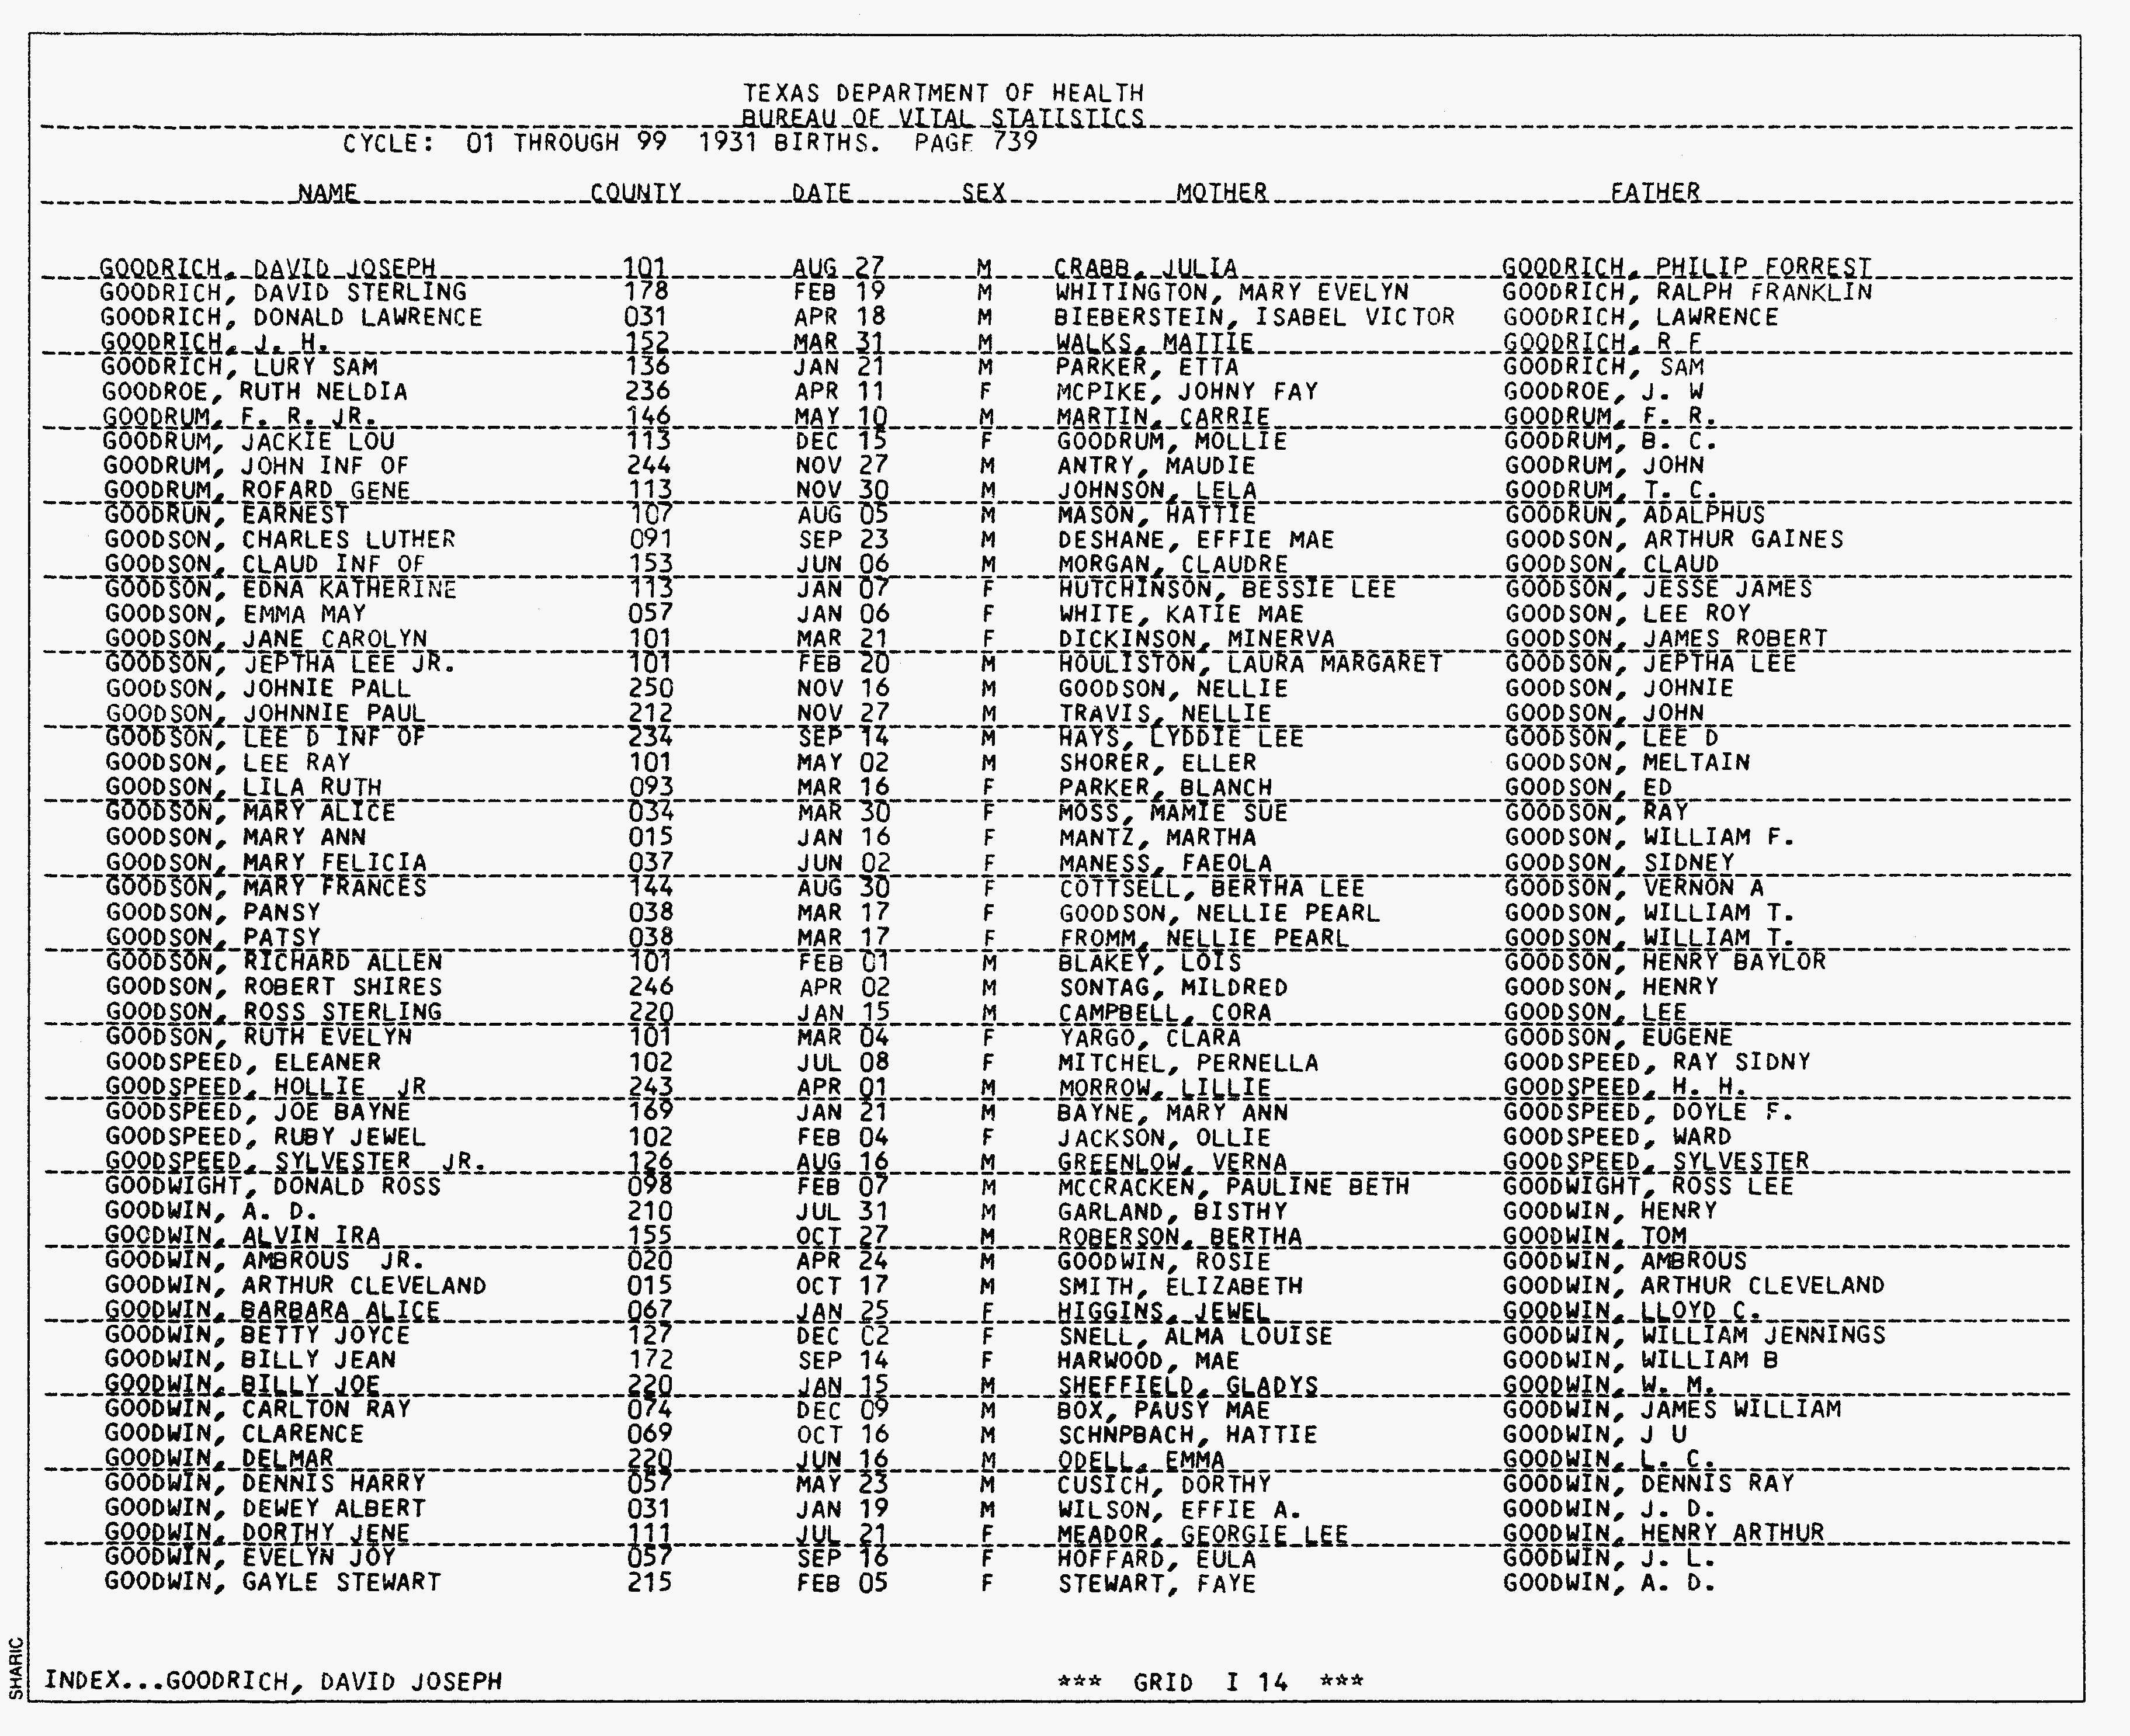 TEXAS DEPARTMENT OF HEALTH
BUREAU OF VITAL STATISTICS
CYCLE: 01 THROUGH 99 1931 BIRTHS. PAGE 739
NAME COUNTY DATE SEX MOTHER FATHER
GOODRICH, DAVID JOSEPH 101 AUG 27 M CRABB, JULIA GOODRICH, PHILIP FORREST
GOODRICH, DAVID STERLING 178 FEB 19 M WHITINGTON, MARY EVELYN GOODRICH, RALPH FRANKLIN
GOODRICH, DONALD LAWRENCE 031 APR 18 M BIEBERSTEIN, ISABEL VICTOR GOODRICH, LAWRENCE
GOODRICH, J. H. 152 MAR 31 M WALKS, MATTIE GOODRICH, R F
GOODRICH, LURY SAM 136 JAN 21 M PARKER, ETTA GOODRICH, SAM
GOODROE, RUTH NELDIA 236 APR 11 F MCPIKE, JOHNY FAY GOODROE, J. W
GOODRUM, F. R. JR. 146 MAY 10 M MARTIN, CARRIE GOODRUM, F. R.
GOODRUM, JACKIE LOU 113 DEC 15 F GOODRUM, MOLLIE GOODRUM, B. C.
GOODRUM, JOHN INF OF 244 NOV 27 M ANTRY, MAUDIE GOODRUM, JOHN
GOODRUM, ROFARD GENE 113 NOV 30 M JOHNSON, LELA GOODRUM, T. C.
GOODRUN, EARNEST 107 AUG 05 M MASON, HATTIE GOODRUN, ADALPHUS
GOODSON, CHARLES LUTHER 091 SEP 23 M DESHANE, EFFIE MAE GOODSON, ARTHUR GAINES
GOODSON, CLAUD INF OF 153 JUN 06 M MORGAN, CLAUDRE GOODSON, CLAUD
GOODSON, EDNA KATHERINE 113 JAN 07 F HUTCHINSON, BESSIE LEE GOODSON, JESSE JAMES
GOODSON, EMMA MAY 057 JAN 06 F WHITE, KATIE MAE GOODSON, LEE ROY
GOODSON, JANE CAROLYN 101 MAR 21 F DICKINSON, MINERVA GOODSON, JAMES ROBERT
GOODSON, JEPTHA LEE JR. 101 FEB 20 M HOULISTON, LAURA MARGARET GOODSON, JEPTHA LEE
GOODSON, JOHNIE PALL 250 NOV 16 M GOODSON, NELLIE GOODSON, JOHNIE
GOODSON, JOHNNIE PAUL 212 NOV 27 M TRAVIS, NELLIE GOODSON, JOHN
GOODSON, LEE D INF OF 234 SEP 14 M HAYS, LYDDIE LEE GOODSON, LEE D
GOODSON, LEE RAY 101 MAY 02 M SHORER, ELLER GOODSON, MELTAIN
GOODSON, LILA RUTH 093 MAR 16 F PARKER, BLANCH GOODSON, ED
GOODSON, MARY ALICE 034 MAR 30 F MOSS, MAMIE SUE GOODSON, RAY
GOODSON, MARY ANN 015 JAN 16 F MANTZ, MARTHA GOODSON, WILLIAM F.
GOODSON, MARY FELICIA 037 JUN 02 F MANESS, FAEOLA GOODSON, SIDNEY
GOODSON, MARY FRANCES 144 AUG 30 F COTTSELL, BERTHA LEE GOODSON, VERNON A
GOODSON, PANSY 038 MAR 17 F GOODSON, NELLIE PEARL GOODSON, WILLIAM T.
GOODSON, PATSY 038 MAR 17 F FROMM, NELLIE PEARL GOODSON, WILLIAM T.
GOODSON, RICHARD ALLEN 101 FEB 01 M BLAKEY, LOIS GOODSON, HENRY BAYLOR
GOODSON, ROBERT SHIRES 246 APR 02 M SONTAG, MILDRED GOODSON, HENRY
GOODSON, ROSS STERLING 220 JAN 15 M CAMPBELL, CORA GOODSON, LEE
GOODSON, RUTH EVELYN 101 MAR 04 F YARGO, CLARA GOODSON, EUGENE
GOODSPEED, ELEANER 102 JUL 08 F MITCHEL, PERNELLA GOODSPEED, RAY SIDNY
GOODSPEED, HOLLIE JR 243 APR 01 M MORROW, LILLIE GOODSPEED, H. H.
GOODSPEED, JOE BAYNE 169 JAN 21 M BAYNE, MARY ANN GOODSPEED, DOYLE F.
GOODSPEED, RUBY JEWEL 102 FEB 04 F JACKSON, OLLIE GOODSPEED, WARD
GOODSPEED, SYLVESTER JR. 126 AUG 16 M GREENLOW, VERNA GOODSPEED, SYLVESTER
GOODWIGHT, DONALD ROSS 098 FEB 07 M MCCRACKEN, PAULINE BETH GOODWIGHT, ROSS LEE
GOODWIN, A. D. 210 JUL 31 M GARLAND, BISTHY GOODWIN, HENRY
GOODWIN, ALVIN IRA 155 OCT 27 M ROBERSON, BERTHA GOODWIN, TOM
GOODWIN, AMBROUS JR. 020 APR 24 M GOODWIN, ROSIE GOODWIN, AMBROUS
GOODWIN, ARTHUR CLEVELAND 015 OCT 17 M SMITH, ELIZABETH GOODWIN, ARTHUR CLEVELAND
GOODWIN, BARBARA ALICE 067 JAN 25 F HIGGINS, JEWEL GOODWIN, LLOYD C.
GOODWIN, BETTY JOYCE 127 DEC 02 F SNELL, ALMA LOUISE GOODWIN, WILLIAM JENNINGS
GOODWIN, BILLY JEAN 172 SEP 14 F HARWOOD, MAE GOODWIN, WILLIAM B
GOODWIN, BILLY JOE 220 JAN 15 M SHEFFIELD, GLADYS GOODWIN, W. M.
GOODWIN, CARLTON RAY 074 DEC 09 M BOX, PAUSY MAE GOODWIN, JAMES WILLIAM
GOODWIN, CLARENCE 069 OCT 16 M SCHNPBACH, HATTIE GOODWIN, J U
GOODWIN, DELMAR 220 JUN 16 M ODELL, EMMA GOODWIN, L. C.
GOODWIN, DENNIS HARRY 057 MAY 23 M CUSICH, DORTHY GOODWIN, DENNIS RAY
GOODWIN, DEWEY ALBERT 031 JAN 19 M WILSON, EFFIE A. GOODWIN, J. D.
GOODWIN, DORTHY JENE 111 JUL 21 F MEADOR, GEORGIE LEE GOODWIN, HENRY ARTHUR
GOODWIN, EVELYN JOY 057 SEP 16 F HOFFARD, EULA GOODWIN, J. L.
GOODWIN, GAYLE STEWART 215 FEB 05 F STEWART, FAYE GOODWIN, A. D.
SHARIC
INDEX...GOODRICH, DAVID JOSEPH *** GRID I 14 ***